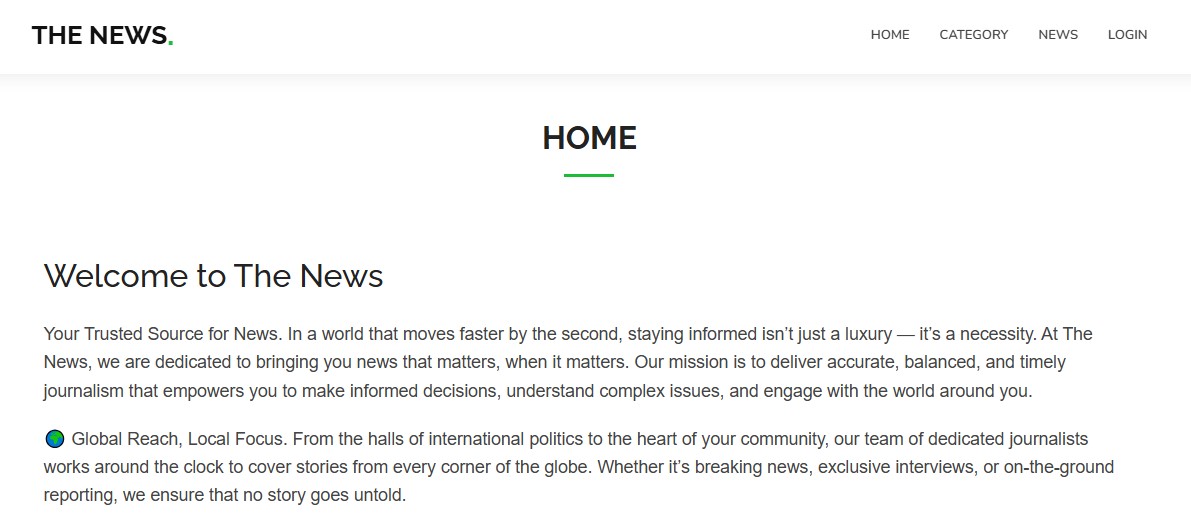 THE NEWS.
HOME CATEGORY NEWS LOGIN
HOME
Welcome to The News
Your Trusted Source for News. In a world that moves faster by the second, staying informed isn’t just a luxury — it’s a necessity. At The
News, we are dedicated to bringing you news that matters, when it matters. Our mission is to deliver accurate, balanced, and timely
journalism that empowers you to make informed decisions, understand complex issues, and engage with the world around you.
🌍 Global Reach, Local Focus. From the halls of international politics to the heart of your community, our team of dedicated journalists
works around the clock to cover stories from every corner of the globe. Whether it’s breaking news, exclusive interviews, or on-the-ground
reporting, we ensure that no story goes untold.